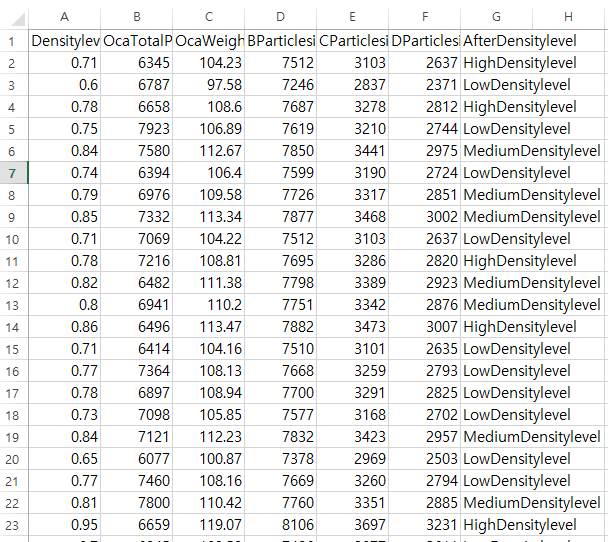 A B C D E F G H
1 Densitylev OcaTotalP OcaWeigh BParticlesi CParticlesi DParticlesi AfterDensitylevel
2 0.71 6345 104.23 7512 3103 2637 HighDensitylevel
3 0.6 6787 97.58 7246 2837 2371 LowDensitylevel
4 0.78 6658 108.6 7687 3278 2812 HighDensitylevel
5 0.75 7923 106.89 7619 3210 2744 LowDensitylevel
6 0.84 7580 112.67 7850 3441 2975 MediumDensitylevel
7 0.74 6394 106.4 7599 3190 2724 LowDensitylevel
8 0.79 6976 109.58 7726 3317 2851 MediumDensitylevel
9 0.85 7332 113.34 7877 3468 3002 MediumDensitylevel
10 0.71 7069 104.22 7512 3103 2637 LowDensitylevel
11 0.78 7216 108.81 7695 3286 2820 HighDensitylevel
12 0.82 6482 111.38 7798 3389 2923 MediumDensitylevel
13 0.8 6941 110.2 7751 3342 2876 MediumDensitylevel
14 0.86 6496 113.47 7882 3473 3007 HighDensitylevel
15 0.71 6414 104.16 7510 3101 2635 LowDensitylevel
16 0.77 7364 108.13 7668 3259 2793 LowDensitylevel
17 0.78 6897 108.94 7700 3291 2825 LowDensitylevel
18 0.73 7098 105.85 7577 3168 2702 LowDensitylevel
19 0.84 7121 112.23 7832 3423 2957 MediumDensitylevel
20 0.65 6077 100.87 7378 2969 2503 LowDensitylevel
21 0.77 7460 108.16 7669 3260 2794 LowDensitylevel
22 0.81 7800 110.42 7760 3351 2885 MediumDensitylevel
23 0.95 6659 119.07 8106 3697 3231 HighDensitylevel